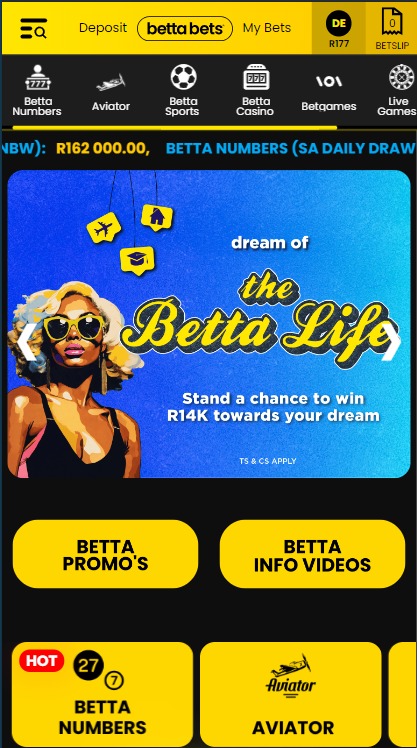 Deposit betta bets My Bets
DE
R177
0
BETSLIP
Betta
Numbers
Aviator
Betta
Sports
Betta
Casino
Betgames
Live
Games
NBW): R162 000.00, BETTA NUMBERS (SA DAILY DRAW
dream of
the
Betta Life
Stand a chance to win
R14K towards your dream
TS & CS APPLY
BETTA
PROMO'S
BETTA
INFO VIDEOS
HOT
27
7
BETTA
NUMBERS
Aviator
AVIATOR